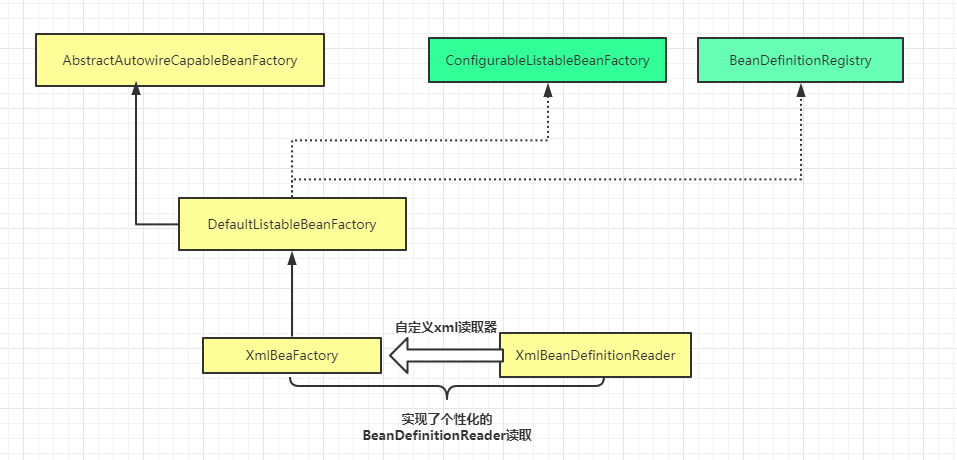 AbstractAutowireCapableBeanFactory
ConfigurableListableBeanFactory
BeanDefinitionRegistry
DefaultListableBeanFactory
自定义xml读取器
XmlBeaFactory
XmlBeanDefinitionReader
实现了个性化的
BeanDefinitionReader读取